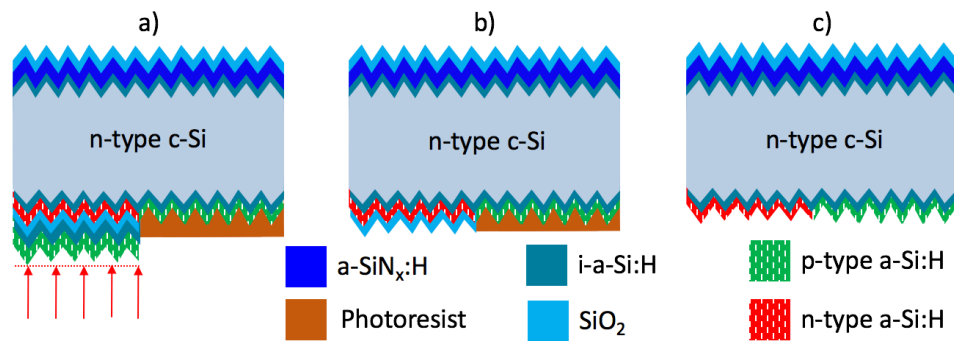 a)
b)
c)
n-type c-Si
n-type c-Si
n-type c-Si
a-SiNx:H
i-a-Si:H
p-type a-Si:H
Photoresist
SiO2
n-type a-Si:H